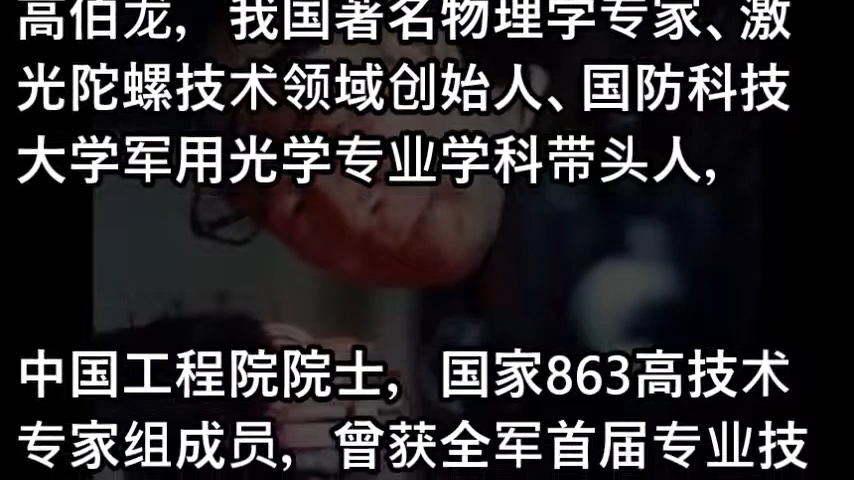 高伯龙，我国著名物理学专家、激
光陀螺技术领域创始人、国防科技
大学军用光学专业学科带头人，
中国工程院院士，国家863高技术
专家组成员，曾获全军首届专业技